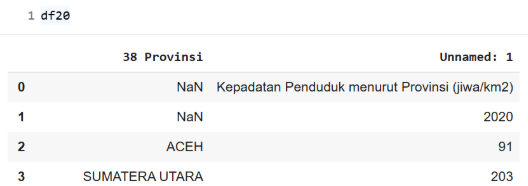 1 df20
38 Provinsi Unnamed: 1
0 NaN Kepadatan Penduduk menurut Provinsi (jiwa/km2)
1 NaN 2020
2 ACEH 91
3 SUMATERA UTARA 203